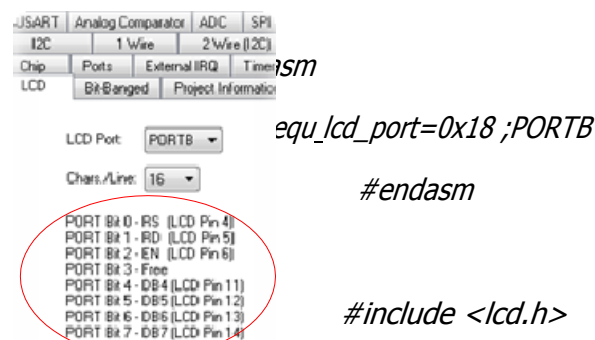 USART Analog Comparator ADC SPI
I2C 1 Wire 2 Wire (I2C)
Chip Ports External IRQ Timer
LCD Bit-Banged Project Informatio
asm
LCD Port: PORTB
equ_lcd_port=0x18 ;PORTB
Chars./Line: 16
#endasm
PORT Bit 0 - RS (LCD Pin 4)
PORT Bit 1 - RD (LCD Pin 5)
PORT Bit 2 - EN (LCD Pin 6)
PORT Bit 3 - Free
PORT Bit 4 - DB4 (LCD Pin 11)
PORT Bit 5 - DB5 (LCD Pin 12)
PORT Bit 6 - DB6 (LCD Pin 13)
PORT Bit 7 - DB7 (LCD Pin 14)
#include <lcd.h>